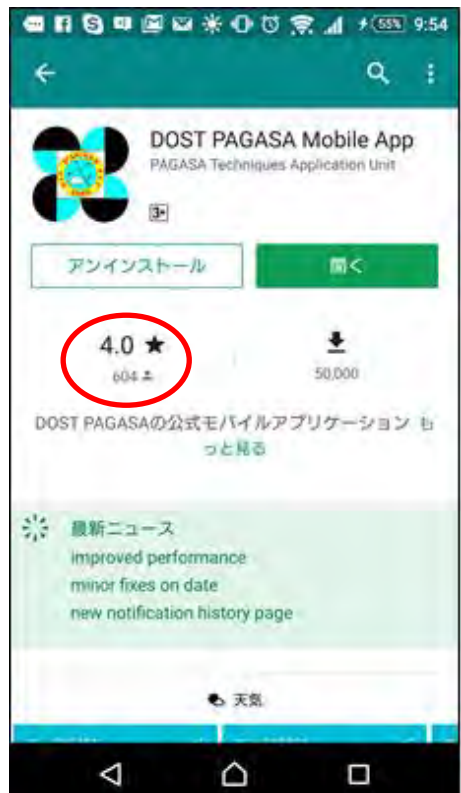 55% 9:54
DOST PAGASA Mobile App
PAGASA Techniques Application Unit
3+
アンインストール
開く
4.0 ★
604
50,000
DOST PAGASAの公式モバイルアプリケーション も
っと見る
最新ニュース
improved performance
minor fixes on date
new notification history page
天気